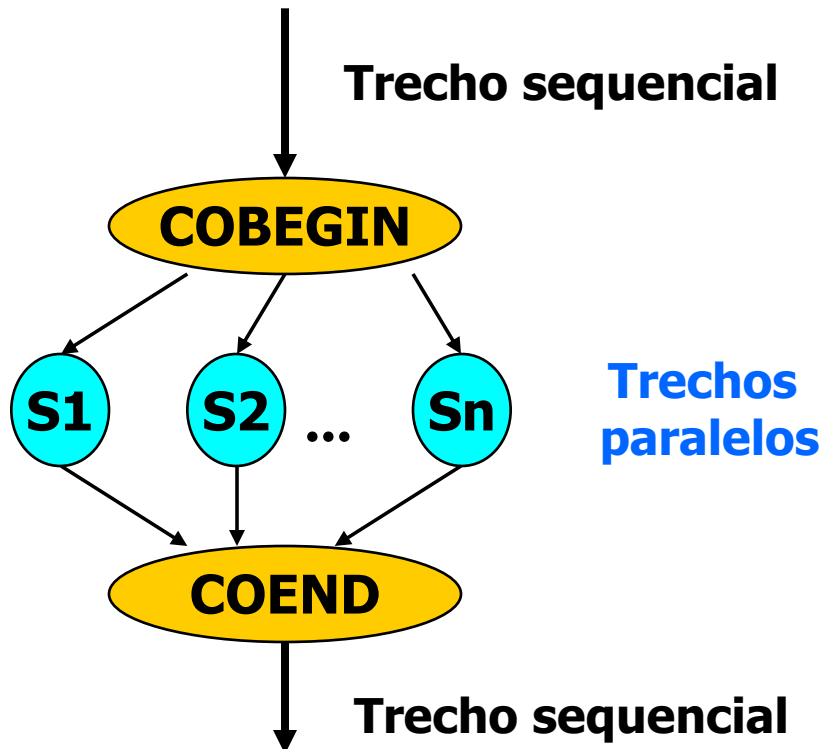 Trecho sequencial
COBEGIN
S1 S2 ... Sn
Trechos
paralelos
COEND
Trecho sequencial